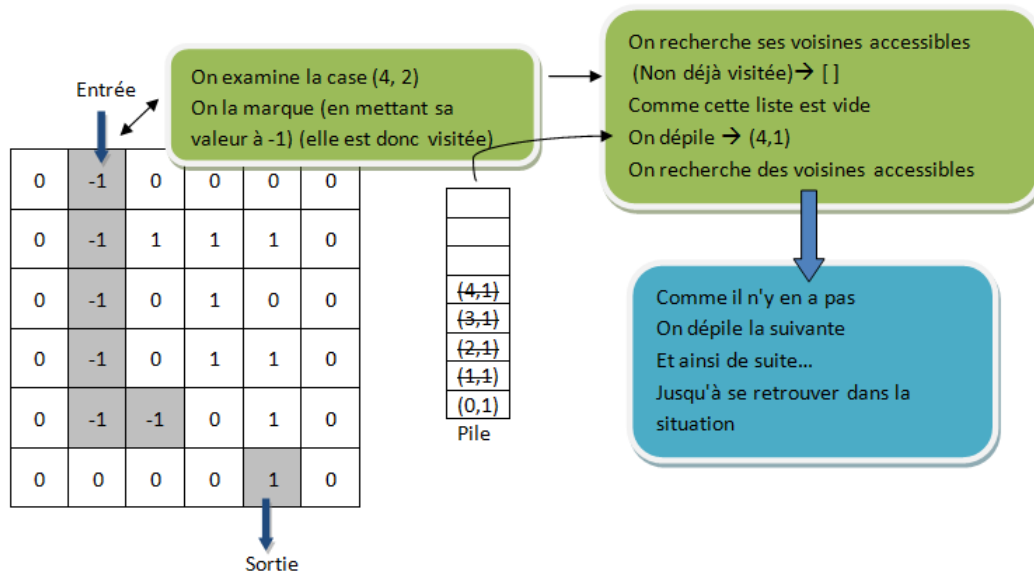 Entrée
On examine la case (4, 2)
On la marque (en mettant sa
valeur à -1) (elle est donc visitée)
On recherche ses voisines accessibles
(Non déjà visitée)→ [ ]
Comme cette liste est vide
On dépile → (4,1)
On recherche des voisines accessibles
0 -1 0 0 0 0
0 -1 1 1 1 0
0 -1 0 1 0 0
0 -1 0 1 1 0
0 -1 -1 0 1 0
0 0 0 0 1 0
Sortie
(4,1)
(3,1)
(2,1)
(1,1)
(0,1)
Pile
Comme il n'y en a pas
On dépile la suivante
Et ainsi de suite...
Jusqu'à se retrouver dans la
situation